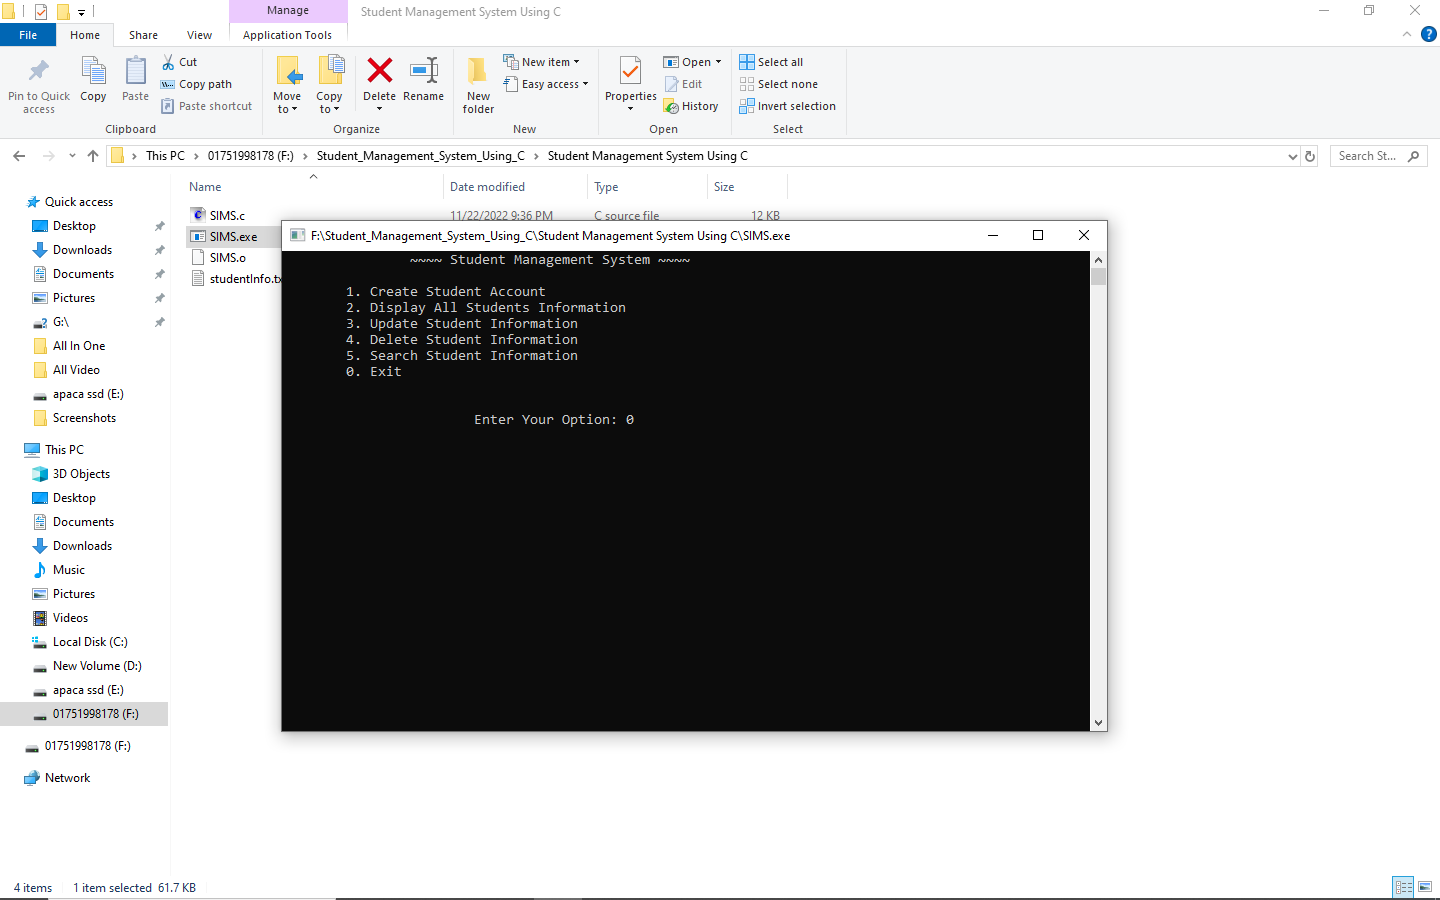 Manage
Student Management System Using C
File
Home
Share
View
Application Tools
Pin to Quick access
Copy
Paste
Cut
Copy path
Paste shortcut
Clipboard
Move to
Copy to
Delete
Rename
Organize
New folder
New item
Easy access
New
Properties
Open
Edit
History
Open
Select all
Select none
Invert selection
Select
This PC > 01751998178 (F:) > Student_Management_System_Using_C > Student Management System Using C
Search St...
Name
Date modified
Type
Size
SIMS.c
11/22/2022 9:36 PM
C source file
12 KB
SIMS.exe
SIMS.o
studentInfo.tx
Quick access
Desktop
Downloads
Documents
Pictures
G:\
All In One
All Video
apaca ssd (E:)
Screenshots
This PC
3D Objects
Desktop
Documents
Downloads
Music
Pictures
Videos
Local Disk (C:)
New Volume (D:)
apaca ssd (E:)
01751998178 (F:)
01751998178 (F:)
Network
F:\Student_Management_System_Using_C\Student Management System Using C\SIMS.exe
~~~~ Student Management System ~~~~
1. Create Student Account
2. Display All Students Information
3. Update Student Information
4. Delete Student Information
5. Search Student Information
0. Exit
Enter Your Option: 0
4 items
1 item selected 61.7 KB